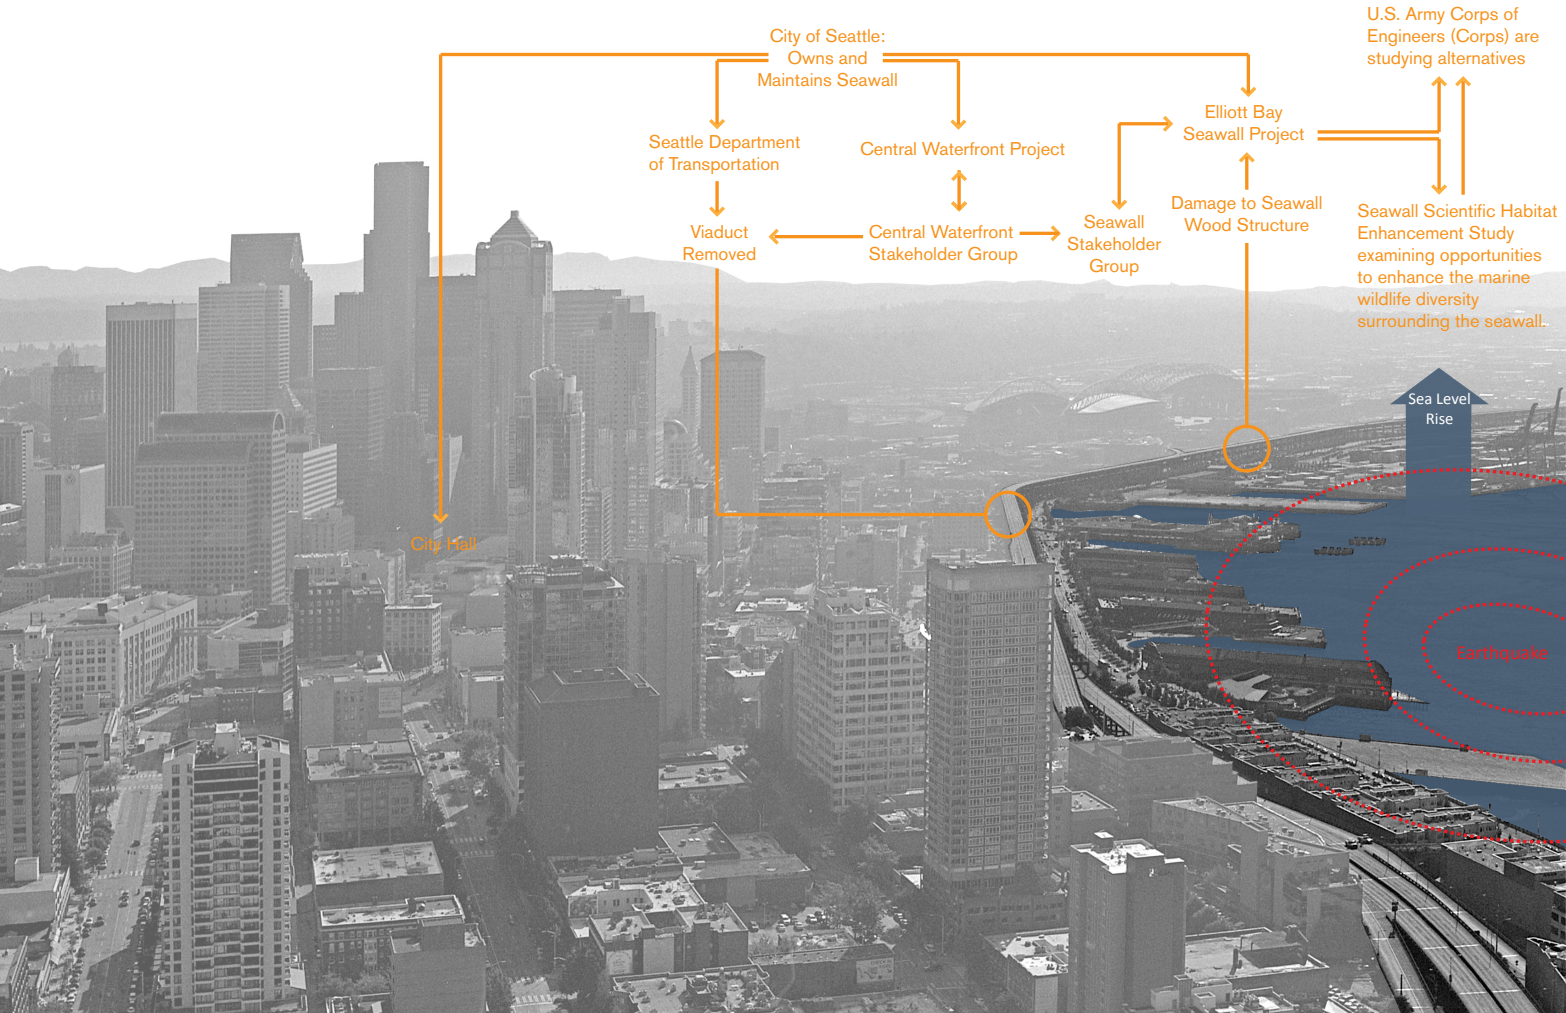 City of Seattle:
Owns and
Maintains Seawall
U.S. Army Corps of
Engineers (Corps) are
studying alternatives
Seattle Department
of Transportation
Central Waterfront Project
Elliott Bay
Seawall Project
Viaduct
Removed
Central Waterfront
Stakeholder Group
Seawall
Stakeholder
Group
Damage to Seawall
Wood Structure
Seawall Scientific Habitat
Enhancement Study
examining opportunities
to enhance the marine
wildlife diversity
surrounding the seawall.
Sea Level
Rise
City Hall
Earthquake